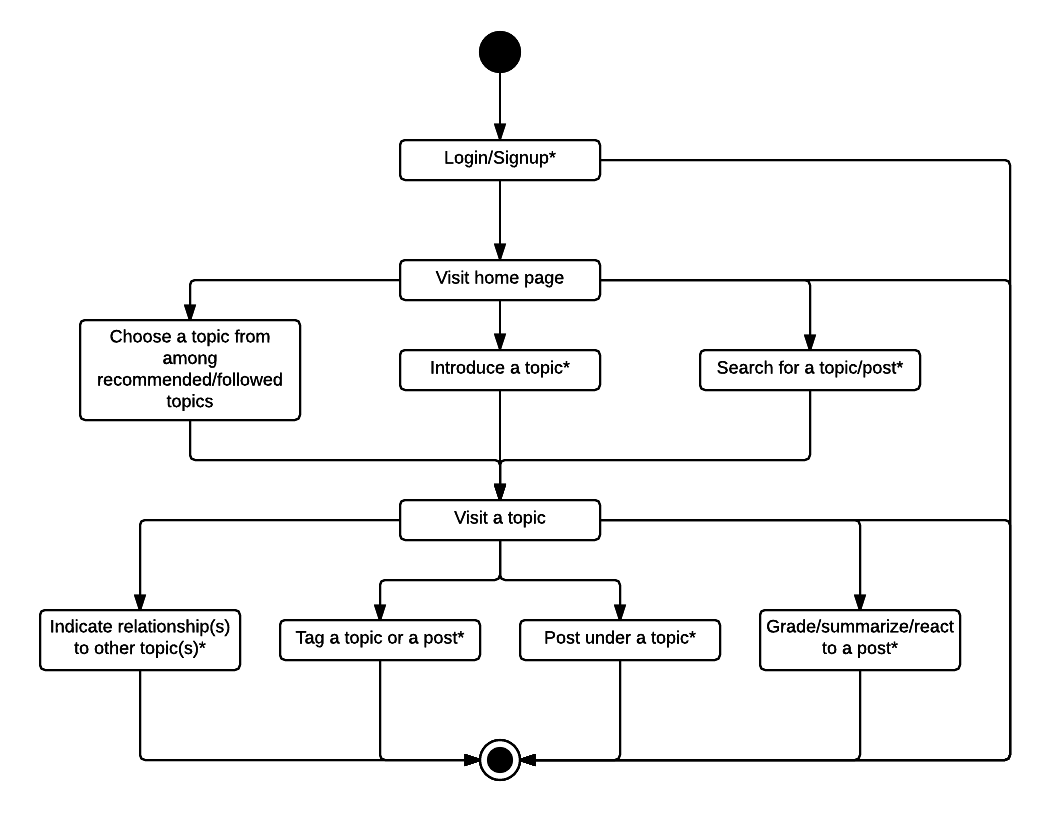 Login/Signup*
Visit home page
Choose a topic from
among
recommended/followed
topics
Introduce a topic*
Search for a topic/post*
Visit a topic
Indicate relationship(s)
to other topic(s)*
Tag a topic or a post*
Post under a topic*
Grade/summarize/react
to a post*